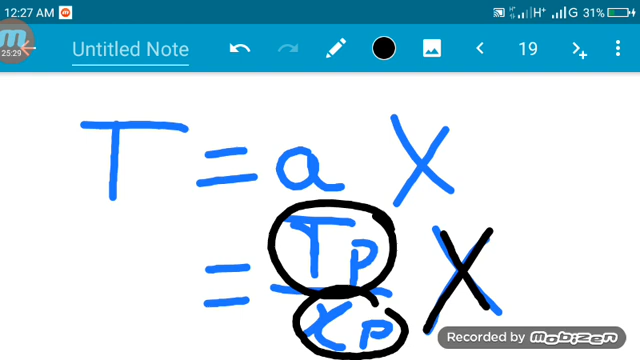 12:27 AM H+ G 31%
25:29
Untitled Note 19
T = a X
= Tp/xp X
Recorded by mobizen